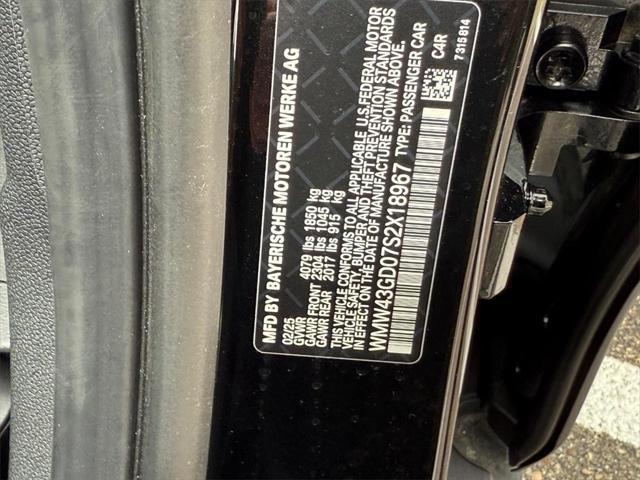 MFD BY BAYERISCHE MOTOREN WERKE AG
02/25
GVWR 4079 lbs 1850 kg
GAWR FRONT 2304 lbs 1045 kg
GAWR REAR 2017 lbs 915 kg
THIS VEHICLE CONFORMS TO ALL APPLICABLE U.S. FEDERAL MOTOR
VEHICLE SAFETY, BUMPER AND THEFT PREVENTION STANDARDS
IN EFFECT ON THE DATE OF MANUFACTURE SHOWN ABOVE.
WMW43GD07S2X18967 TYPE: PASSENGER CAR
C4R
7315814